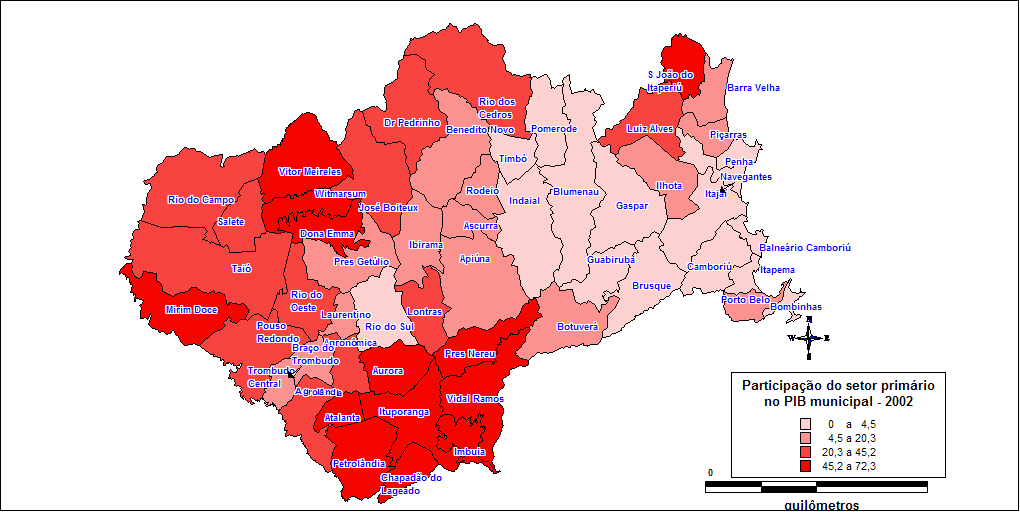 S João do
Itaperiú
Barra Velha
Rio dos
Cedros
Dr Pedrinho
Benedito Novo
Pomerode
Luiz Alves
Piçarras
Timbó
Penha
Navegantes
Vitor Meireles
Witmarsum
Rio do Campo
Salete
José Boiteux
Rodeio
Indaial
Blumenau
Ilhota
Itajaí
Gaspar
Ascurra
Dona Emma
Ibirama
Apiúna
Pres Getúlio
Guabirubá
Camboriú
Balneário Camboriú
Itapema
Taió
Brusque
Porto Belo
Bombinhas
Mirim Doce
Rio do
Oeste
Laurentino
Lontras
Rio do Sul
Botuverá
Pouso
Redondo
Agronômica
Braço do
Trombudo
Pres Nereu
Trombudo
Central
Aurora
Agrolândia
Vidal Ramos
Atalanta
Ituporanga
Imbuia
Petrolândia
Chapadão do
Lageado
N
W E
S
Participação do setor primário
no PIB municipal - 2002
0 a 4,5
4,5 a 20,3
20,3 a 45,2
45,2 a 72,3
0
quilômetros